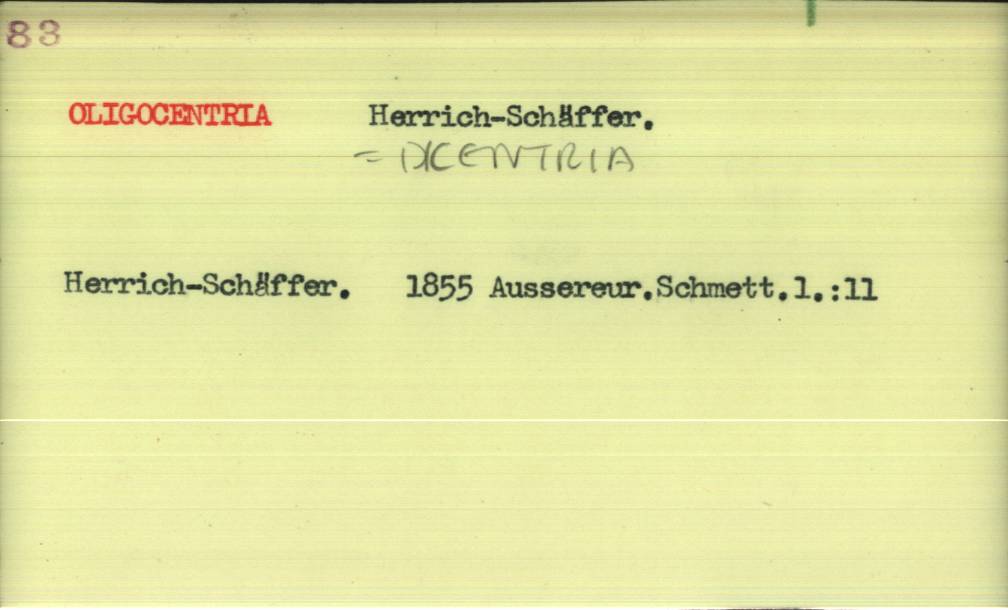 83
OLIGOCENTRIA Herrich-Schäffer.
= DICENTRIA
Herrich-Schäffer. 1855 Aussereur.Schmett.1.:11